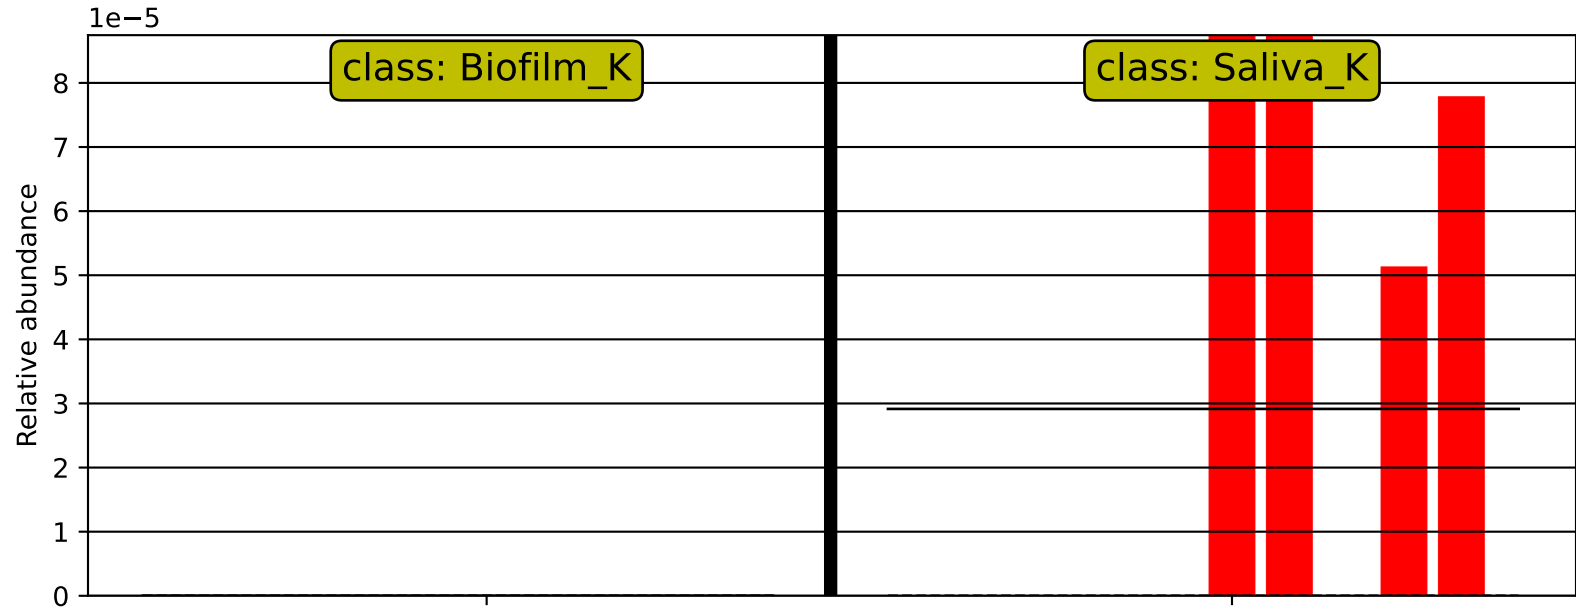 1e−5
class: Biofilm_K
class: Saliva_K
8
7
6
5
4
3
2
1
0
Relative abundance